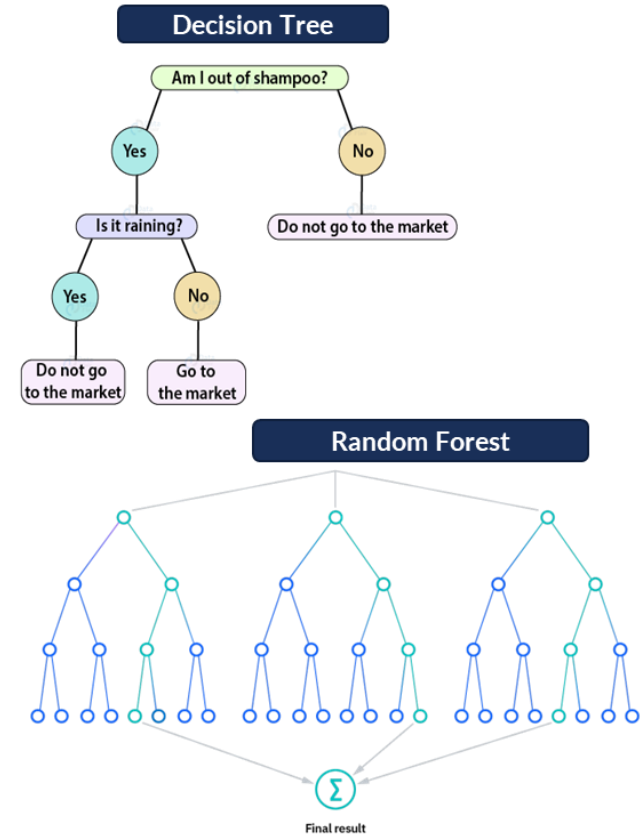 Decision Tree
Am I out of shampoo?
Yes
No
Is it raining?
Do not go to the market
Yes
No
Do not go
to the market
Go to
the market
Random Forest
Σ
Final result